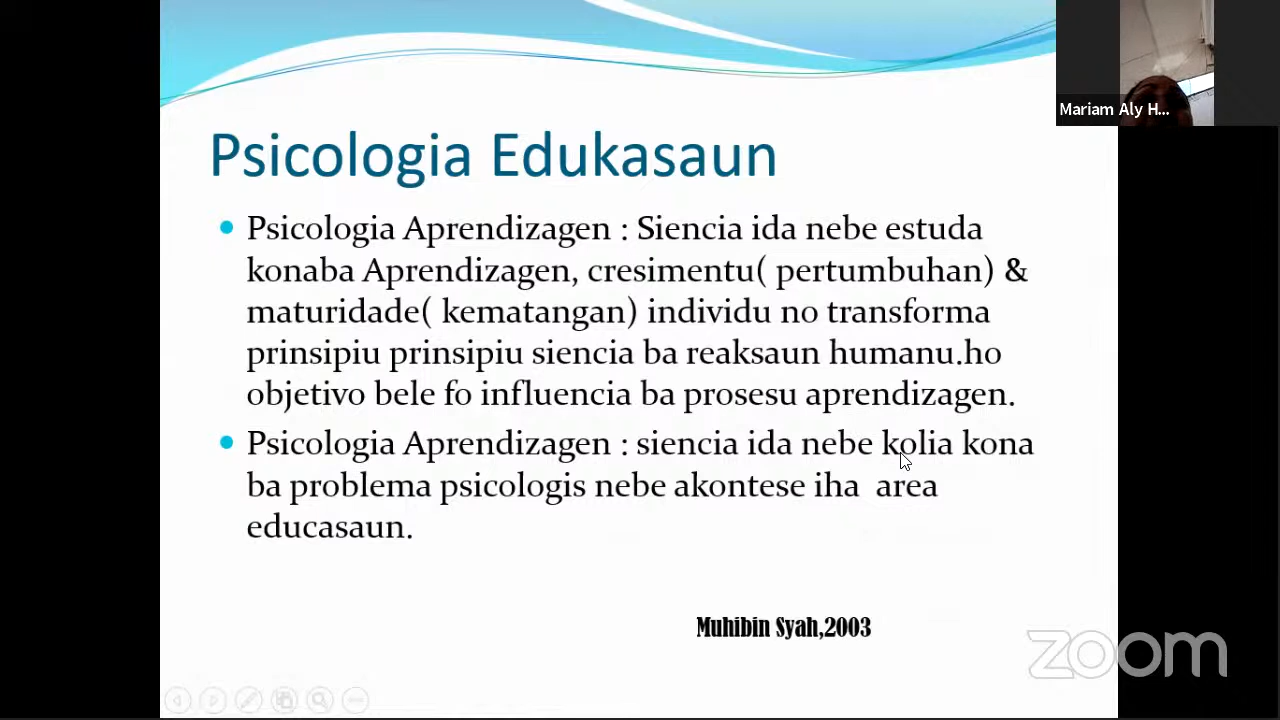 Mariam Aly H...
Psicologia Edukasaun
Psicologia Aprendizagen : Siencia ida nebe estuda
konaba Aprendizagen, cresimentu( pertumbuhan) &
maturidade( kematangan) individu no transforma
prinsipiu prinsipiu siencia ba reaksaun humanu.ho
objetivo bele fo influencia ba prosesu aprendizagen.
Psicologia Aprendizagen : siencia ida nebe kolia kona
ba problema psicologis nebe akontese iha area
educasaun.
Muhibin Syah,2003
zoom